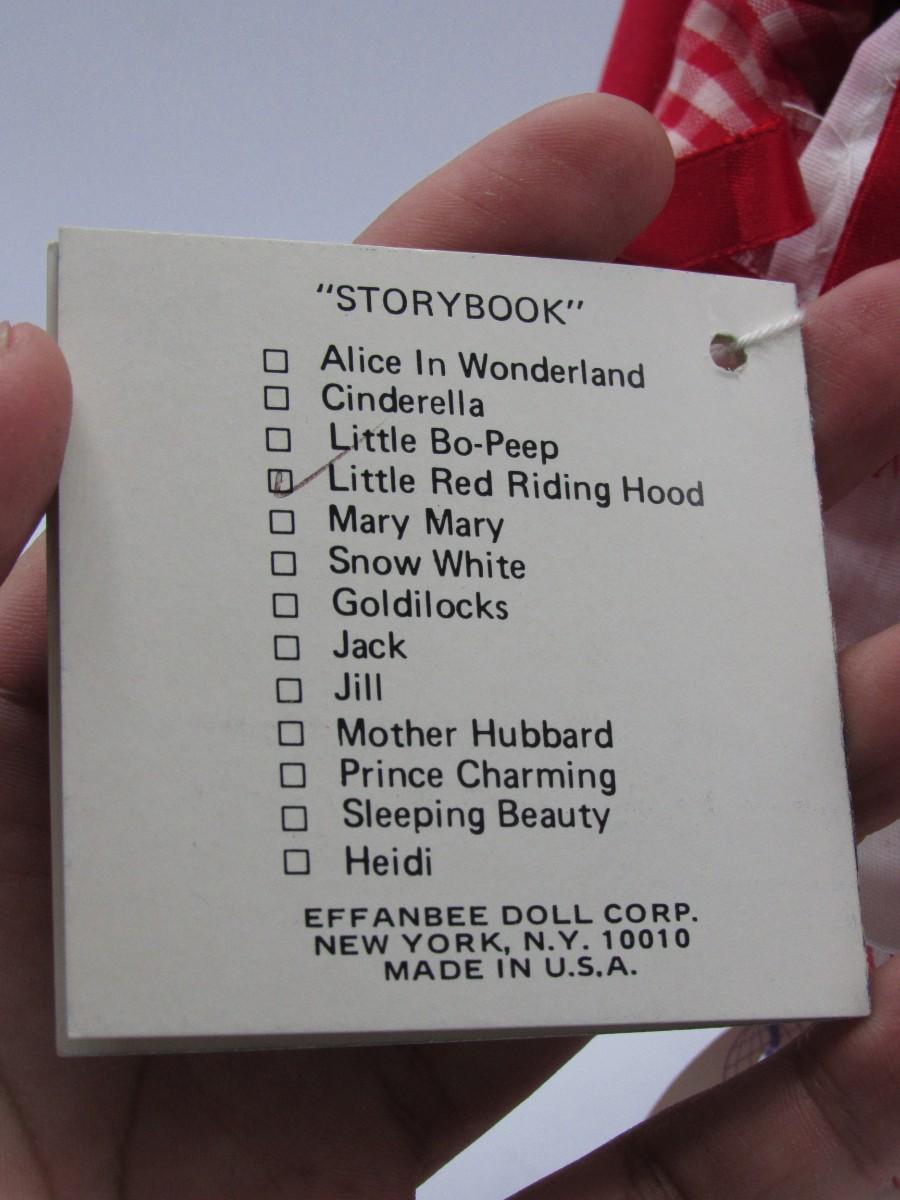 "STORYBOOK"
Alice In Wonderland
Cinderella
Little Bo-Peep
Little Red Riding Hood
Mary Mary
Snow White
Goldilocks
Jack
Jill
Mother Hubbard
Prince Charming
Sleeping Beauty
Heidi
EFFANBEE DOLL CORP.
NEW YORK, N.Y. 10010
MADE IN U.S.A.